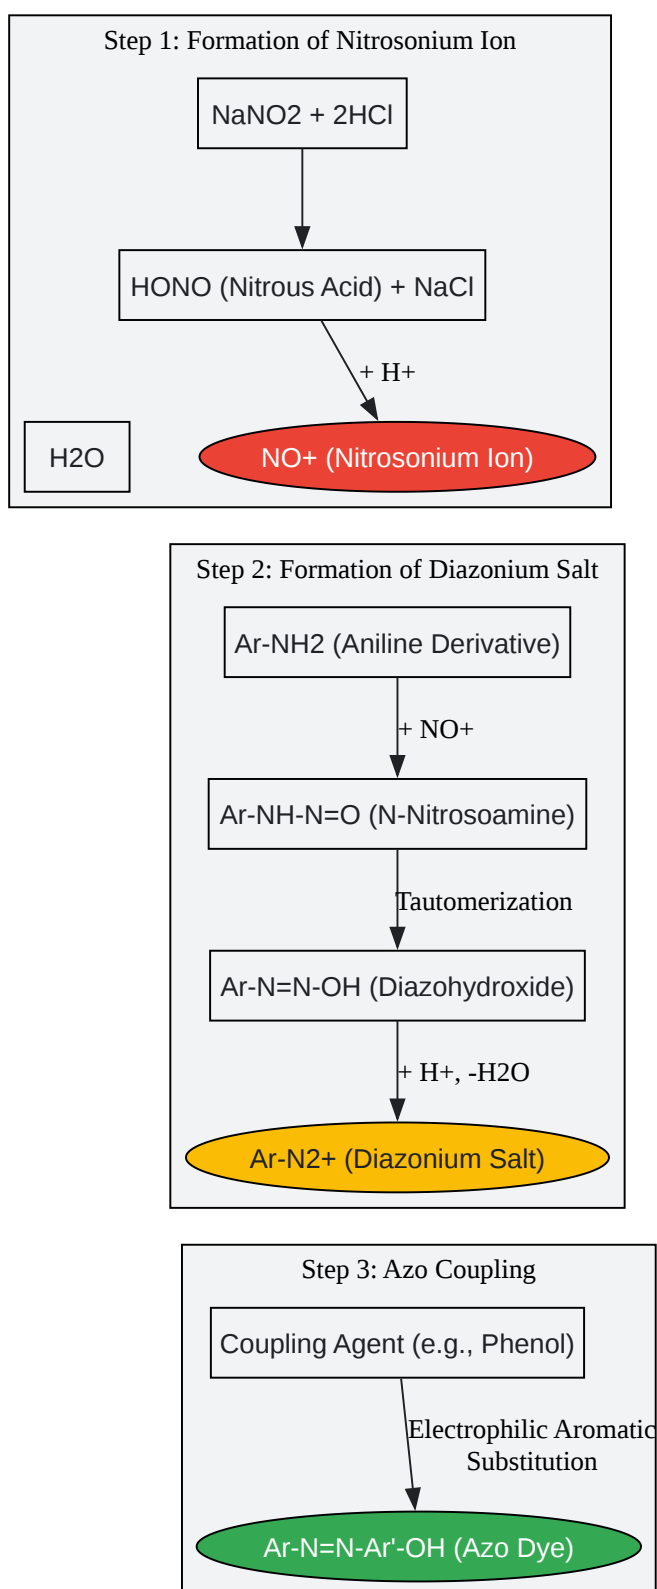 Step 1: Formation of Nitrosonium Ion
NaNO2 + 2HCl
HONO (Nitrous Acid) + NaCl
+ H+
H2O
NO+ (Nitrosonium Ion)
Step 2: Formation of Diazonium Salt
Ar-NH2 (Aniline Derivative)
+ NO+
Ar-NH-N=O (N-Nitrosoamine)
Tautomerization
Ar-N=N-OH (Diazohydroxide)
+ H+, -H2O
Ar-N2+ (Diazonium Salt)
Step 3: Azo Coupling
Coupling Agent (e.g., Phenol)
Electrophilic Aromatic
Substitution
Ar-N=N-Ar'-OH (Azo Dye)